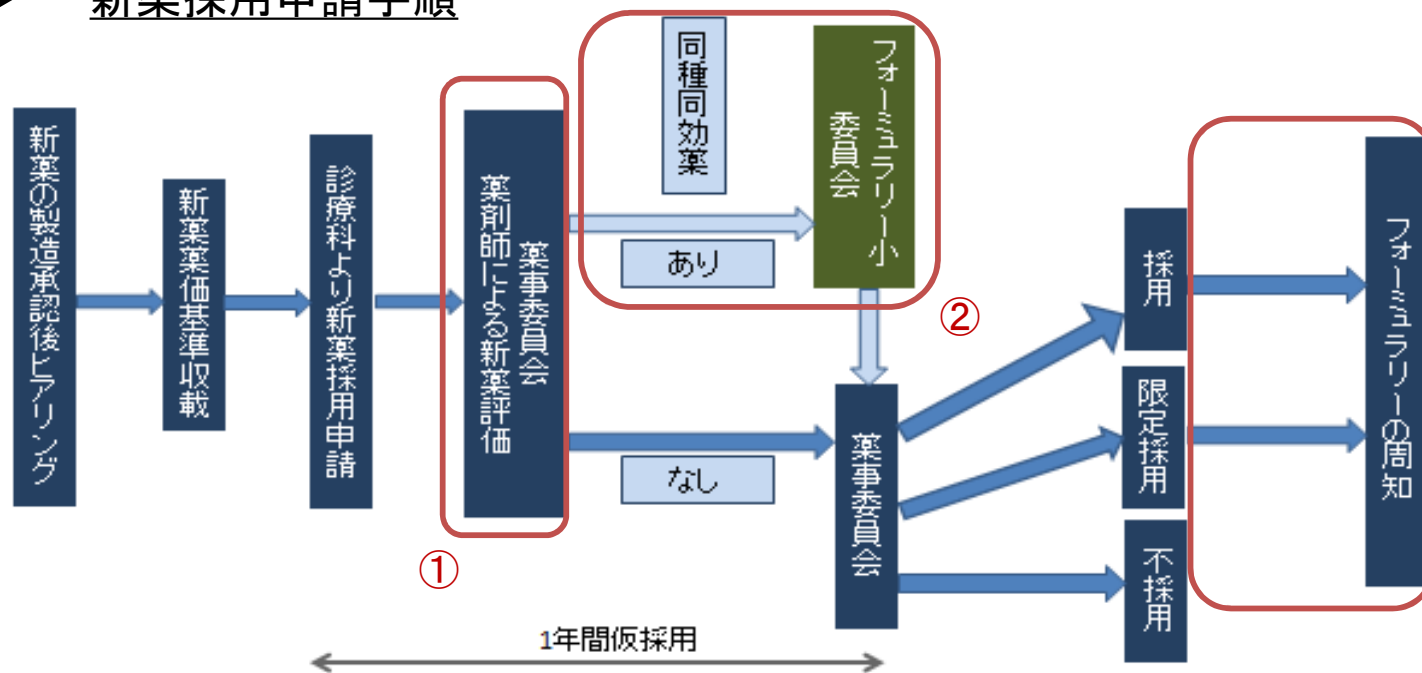 新薬採用申請手順
新薬の製造承認後ヒアリング
新薬薬価基準収載
診療科より新薬採用申請
薬事委員会
薬剤師による新薬評価
①
同種同効薬
あり
なし
フォーミュラリー小
委員会
②
薬事委員会
採用
限定採用
不採用
フォーミュラリーの周知
1年間仮採用